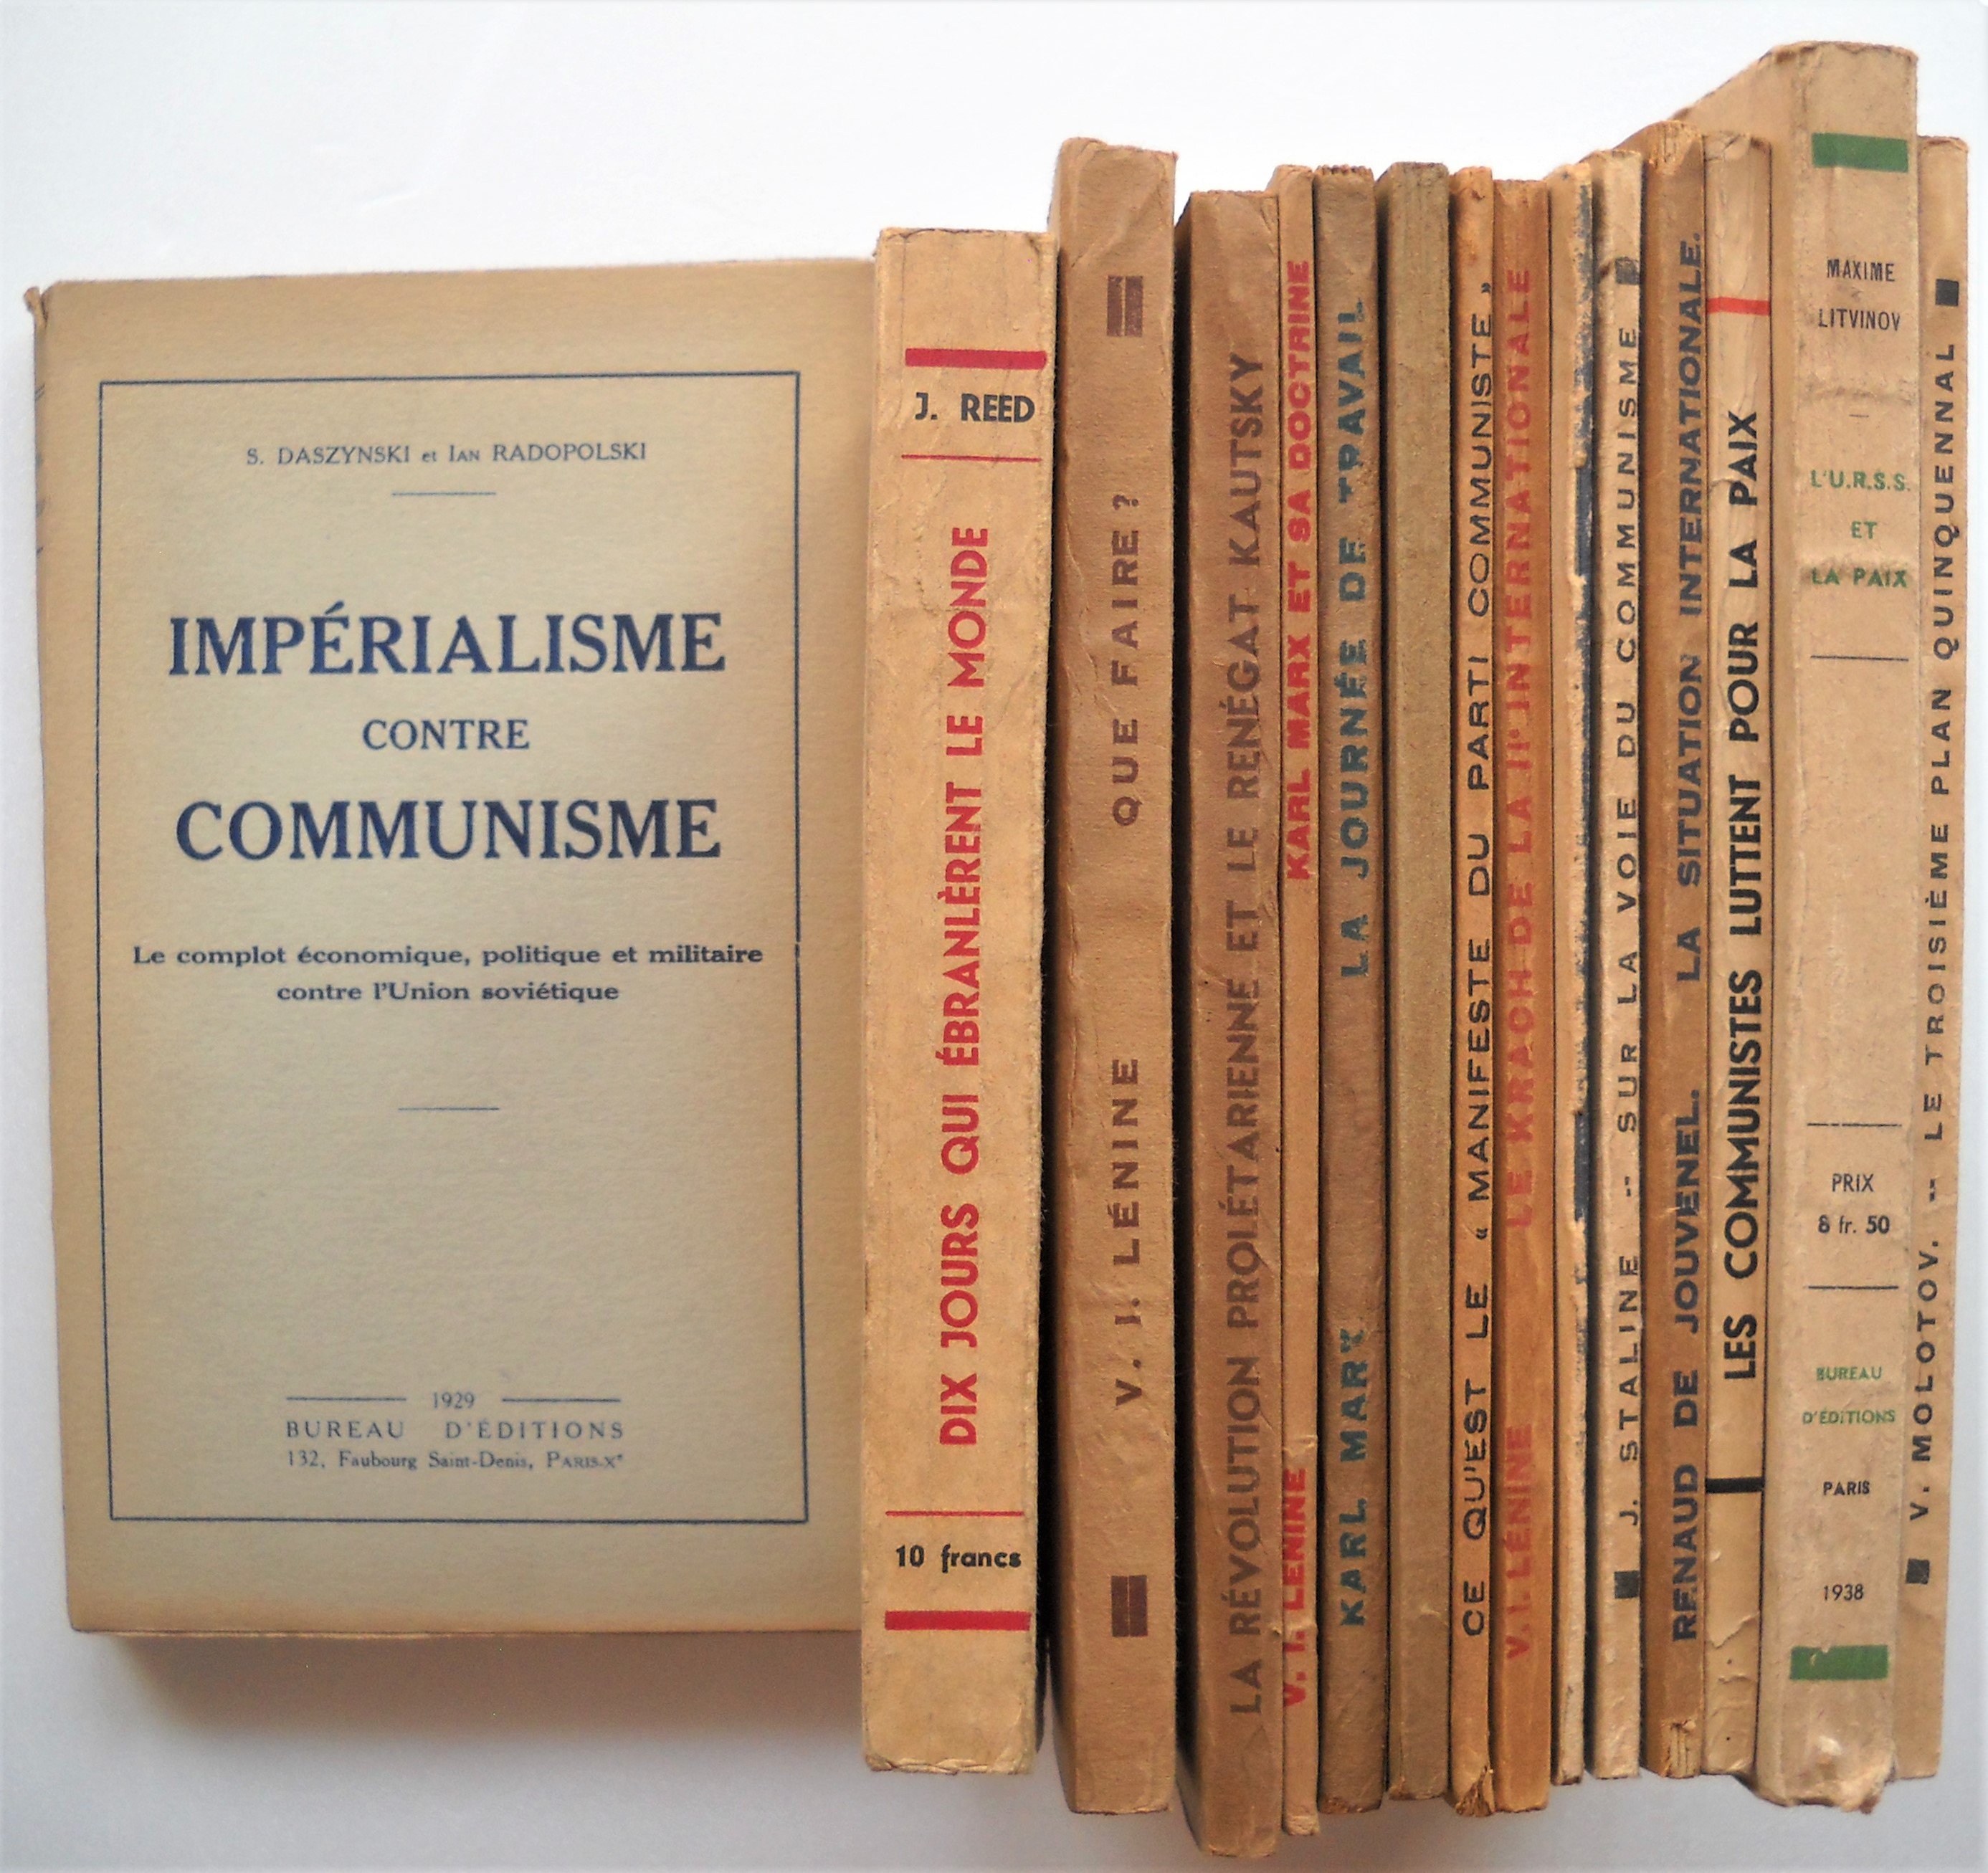 S. DASZYNSKI et IAN RADOPOLSKI
IMPÉRIALISME
CONTRE
COMMUNISME
Le complot économique, politique et militaire
contre l'Union soviétique
1929
BUREAU D'ÉDITIONS
132, Faubourg Saint-Denis, PARIS-Xᵉ
J. REED
DIX JOURS QUI ÉBRANLÈRENT LE MONDE
10 francs
V. I. LÉNINE QUE FAIRE ?
LA RÉVOLUTION PROLÉTARIENNE ET LE RENÉGAT KAUTSKY
V. I. LENINE KARL MARX ET SA DOCTRINE
KARL MARX LA JOURNÉE DE TRAVAIL
CE QU'EST LE « MANIFESTE DU PARTI COMMUNISTE »
V. I. LÉNINE LE KRACH DE LA IIᵉ INTERNATIONALE
J. STALINE -- SUR LA VOIE DU COMMUNISME
RENAUD DE JOUVENEL. LA SITUATION INTERNATIONALE.
LES COMMUNISTES LUTTENT POUR LA PAIX
MAXIME
LITVINOV
L'U.R.S.S.
ET
LA PAIX
PRIX
8 fr. 50
BUREAU
D'ÉDITIONS
PARIS
1938
V. MOLOTOV. -- LE TROISIÈME PLAN QUINQUENNAL